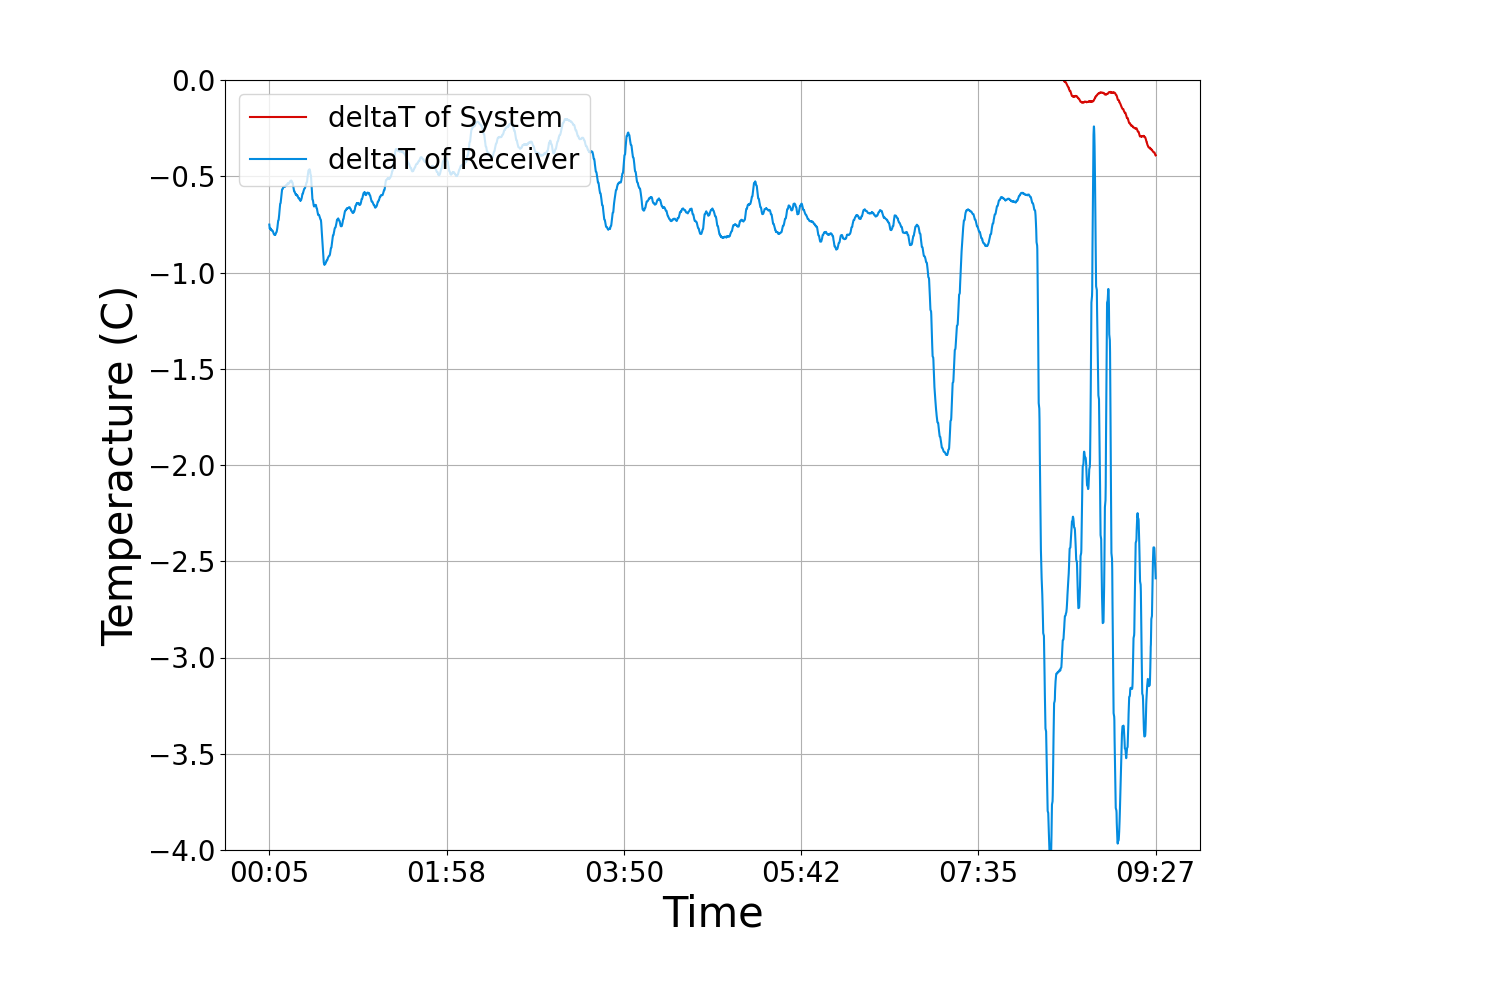 0.0
−0.5
−1.0
−1.5
−2.0
−2.5
−3.0
−3.5
−4.0
Temperacture (C)
deltaT of System
deltaT of Receiver
00:05 01:58 03:50 05:42 07:35 09:27
Time